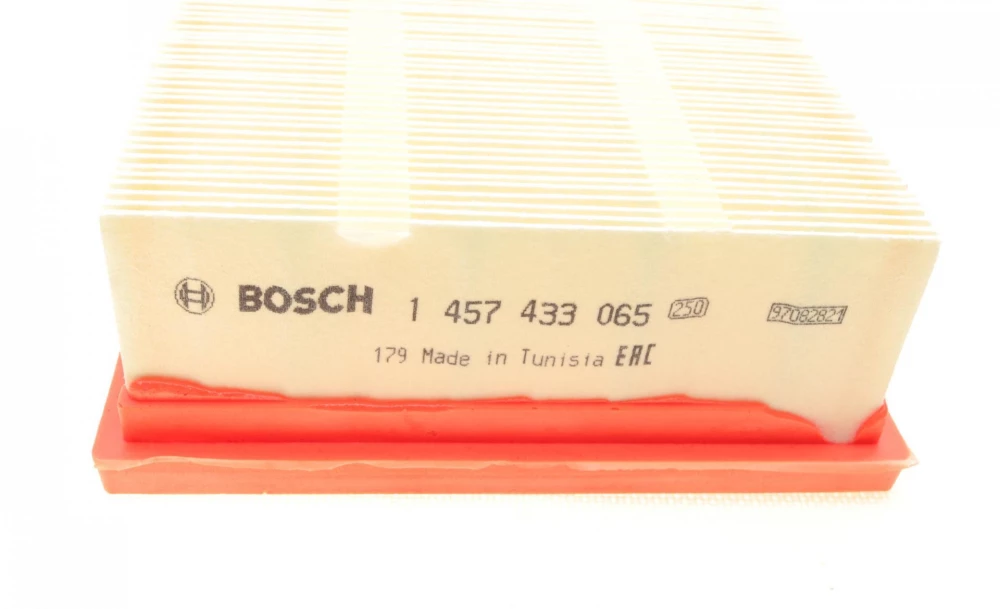 BOSCH 1 457 433 065 250 97082821
179 Made in Tunisia EAC